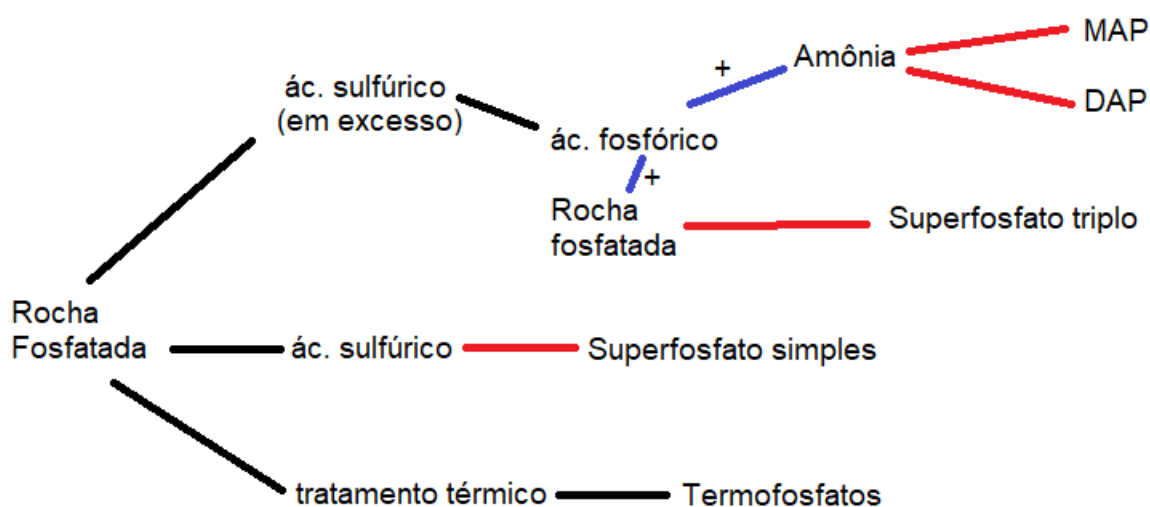 MAP
Amônia
+
DAP
ác. sulfúrico
(em excesso)
ác. fosfórico
+
Rocha
fosfatada
Superfosfato triplo
Rocha
Fosfatada
ác. sulfúrico
Superfosfato simples
tratamento térmico
Termofosfatos